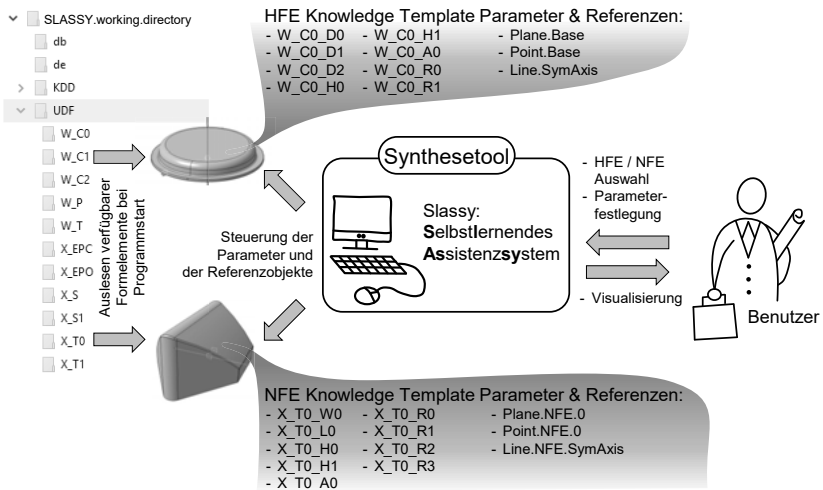 SLASSY.working.directory
db
de
KDD
UDF
W_C0
W_C1
W_C2
W_P
W_T
X_EPC
X_EPO
X_S
X_S1
X_T0
X_T1
Auslesen verfügbarer
Formelemente bei
Programmstart
HFE Knowledge Template Parameter & Referenzen:
- W_C0_D0 - W_C0_H1 - Plane.Base
- W_C0_D1 - W_C0_A0 - Point.Base
- W_C0_D2 - W_C0_R0 - Line.SymAxis
- W_C0_H0 - W_C0_R1
Steuerung der
Parameter und
der Referenzobjekte
Synthesetool
Slassy:
Selbstlernendes
Assistenzsystem
- HFE / NFE
Auswahl
- Parameter-
festlegung
- Visualisierung
Benutzer
NFE Knowledge Template Parameter & Referenzen:
- X_T0_W0 - X_T0_R0 - Plane.NFE.0
- X_T0_L0 - X_T0_R1 - Point.NFE.0
- X_T0_H0 - X_T0_R2 - Line.NFE.SymAxis
- X_T0_H1 - X_T0_R3
- X_T0_A0